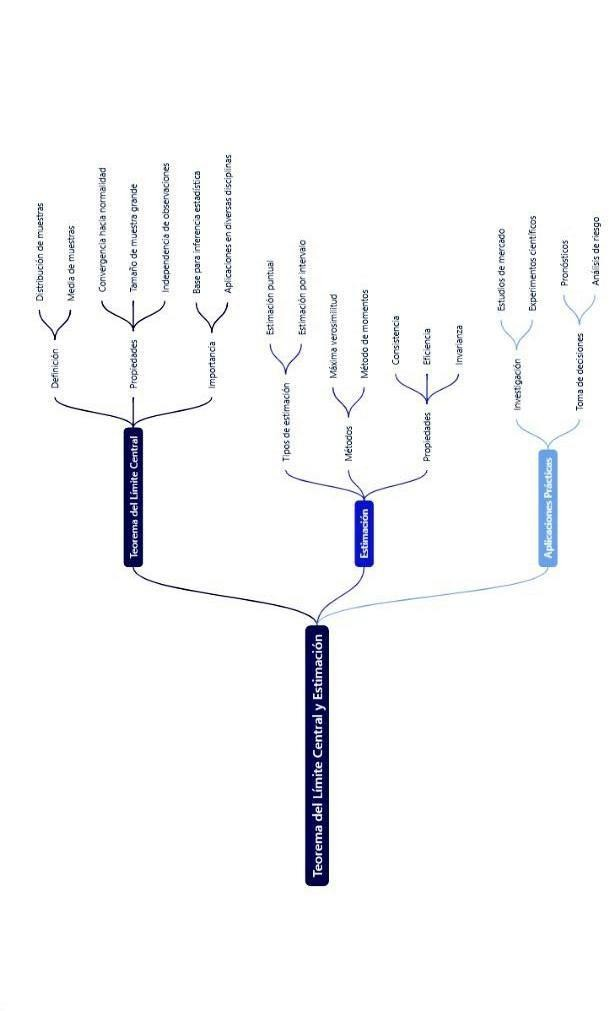 Teorema del Límite Central y Estimación
Teorema del Límite Central
Definición
Distribución de muestras
Media de muestras
Propiedades
Convergencia hacia normalidad
Tamaño de muestra grande
Independencia de observaciones
Importancia
Base para inferencia estadística
Aplicaciones en diversas disciplinas
Estimación
Tipos de estimación
Estimación puntual
Estimación por intervalo
Métodos
Máxima verosimilitud
Método de momentos
Propiedades
Consistencia
Eficiencia
Invarianza
Aplicaciones Prácticas
Investigación
Estudios de mercado
Experimentos científicos
Toma de decisiones
Pronósticos
Análisis de riesgo